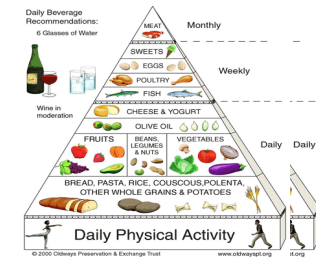 Daily Beverage
Recommendations:
6 Glasses of Water
Wine in
moderation
MEAT
Monthly
SWEETS
EGGS
POULTRY
FISH
Weekly
CHEESE & YOGURT
OLIVE OIL
FRUITS
BEANS,
LEGUMES
& NUTS
VEGETABLES
Daily
Daily
BREAD, PASTA, RICE, COUSCOUS,POLENTA,
OTHER WHOLE GRAINS & POTATOES
Daily Physical Activity
© 2000 Oldways Preservation & Exchange Trust
www.oldwayspt.org
rg